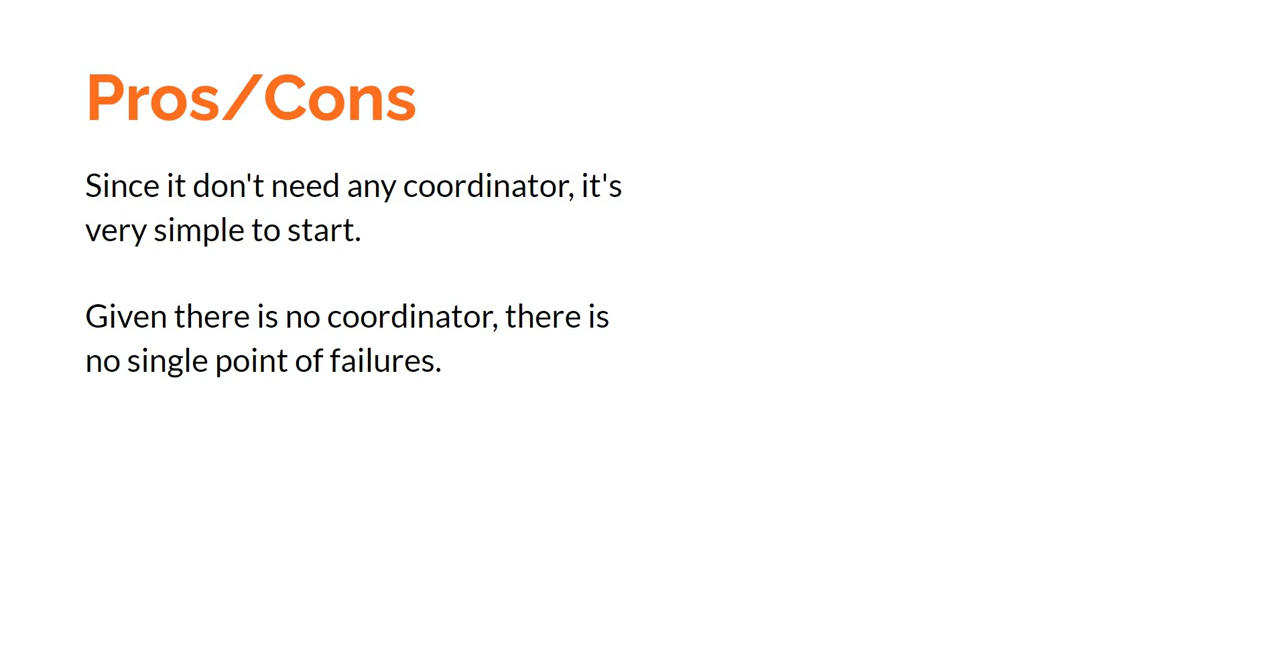 Pros/Cons
Since it don't need any coordinator, it's
very simple to start.
Given there is no coordinator, there is
no single point of failures.